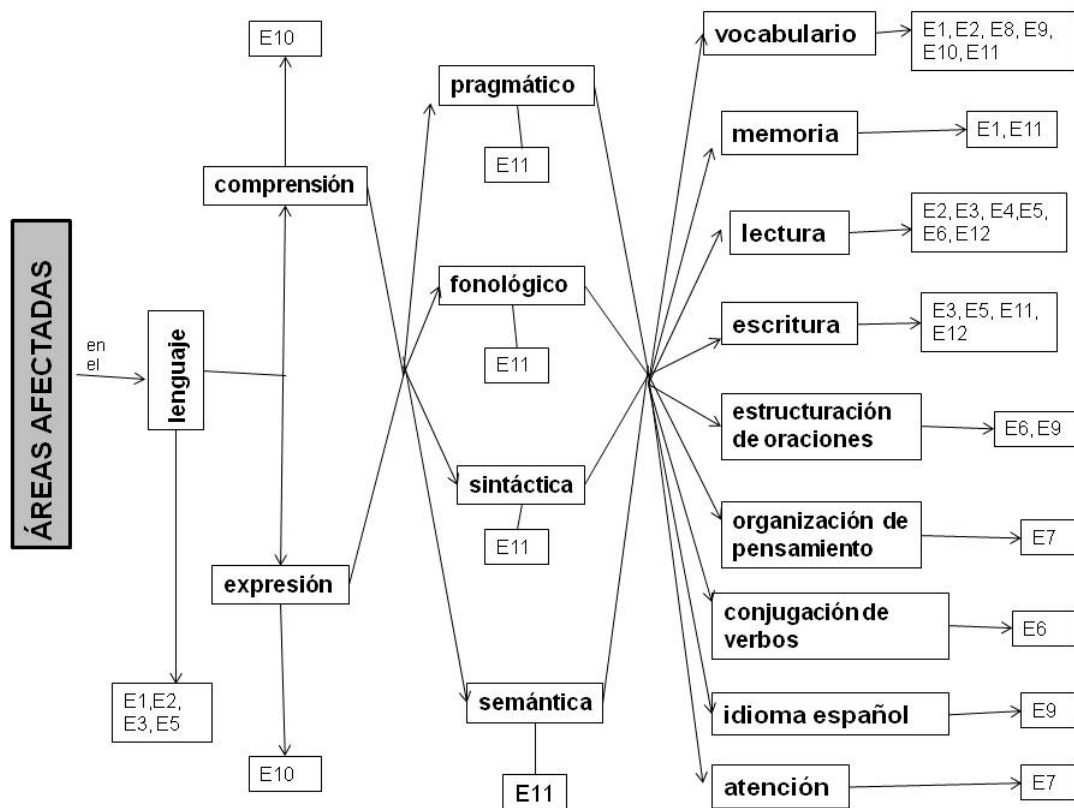 ÁREAS AFECTADAS
en
el
lenguaje
E1,E2,
E3, E5
E10
comprensión
expresión
E10
pragmático
E11
fonológico
E11
sintáctica
E11
semántica
E11
vocabulario
E1, E2, E8, E9,
E10, E11
memoria
E1, E11
lectura
E2, E3, E4,E5,
E6, E12
escritura
E3, E5, E11,
E12
estructuración
de oraciones
E6, E9
organización de
pensamiento
E7
conjugación de
verbos
E6
idioma español
E9
atención
E7